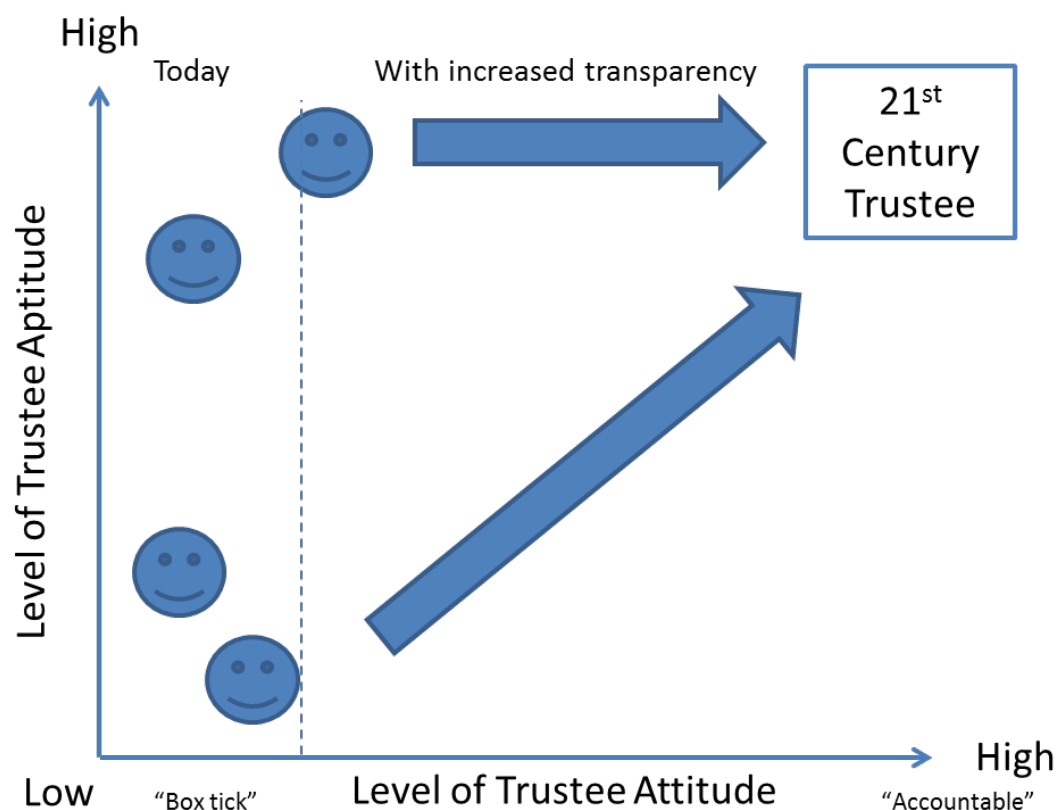 High
Today
With increased transparency
21st
Century
Trustee
Level of Trustee Aptitude
Low
"Box tick"
Level of Trustee Attitude
High
"Accountable"